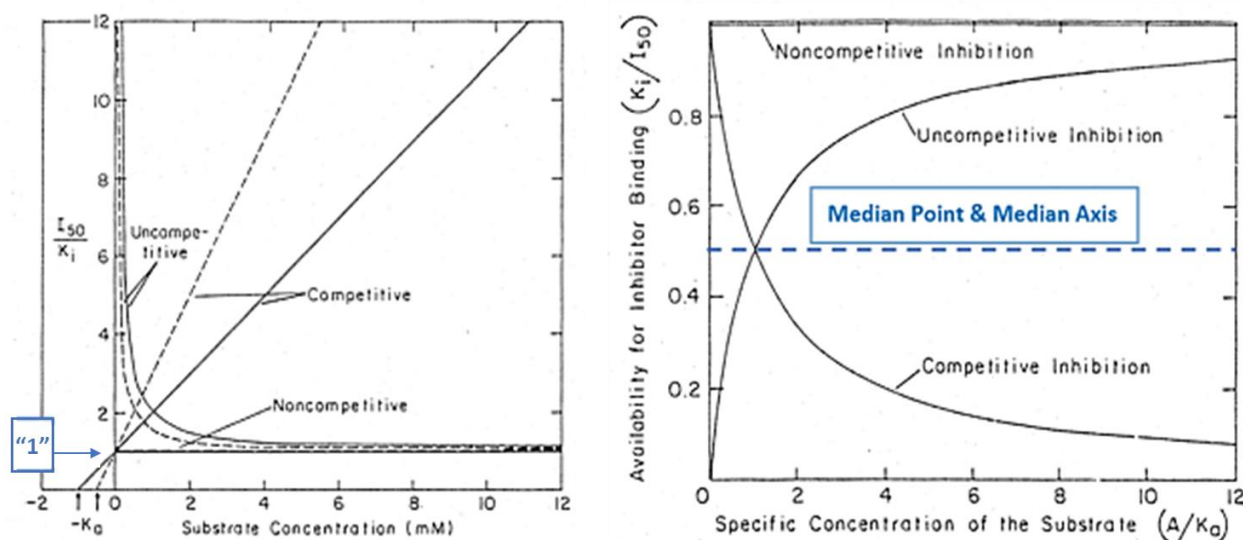 12
10
8
I50
Ki
6
4
2
Uncompe-
titive
Competitive
Noncompetitive
“1”
-2
0
2
4
6
8
10
12
-Ka
Substrate Concentration (mM)
Availability for Inhibitor Binding (Ki/I50)
0.8
0.6
0.4
0.2
Noncompetitive Inhibition
Uncompetitive Inhibition
Median Point & Median Axis
Competitive Inhibition
0
2
4
6
8
10
12
Specific Concentration of the Substrate (A/Ka)